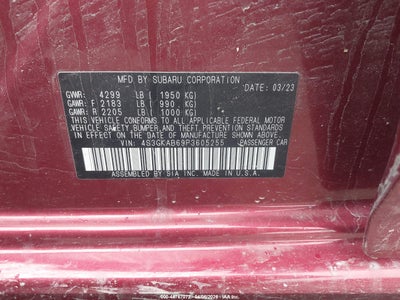 MFD BY SUBARU CORPORATION
GVWR: 4299 LB ( 1950 KG) DATE: 03/23
GAWR: F 2183 LB ( 990 KG)
GAWR: R 2205 LB ( 1000 KG)
THIS VEHICLE CONFORMS TO ALL APPLICABLE FEDERAL MOTOR
VEHICLE SAFETY, BUMPER, AND THEFT PREVENTION STANDARDS
IN EFFECT ON THE DATE OF MANUFACTURE SHOWN ABOVE.
VIN: 4S3GKAB69P3605255 PASSENGER CAR
ASSEMBLED BY SIA INC. IN U.S.A.